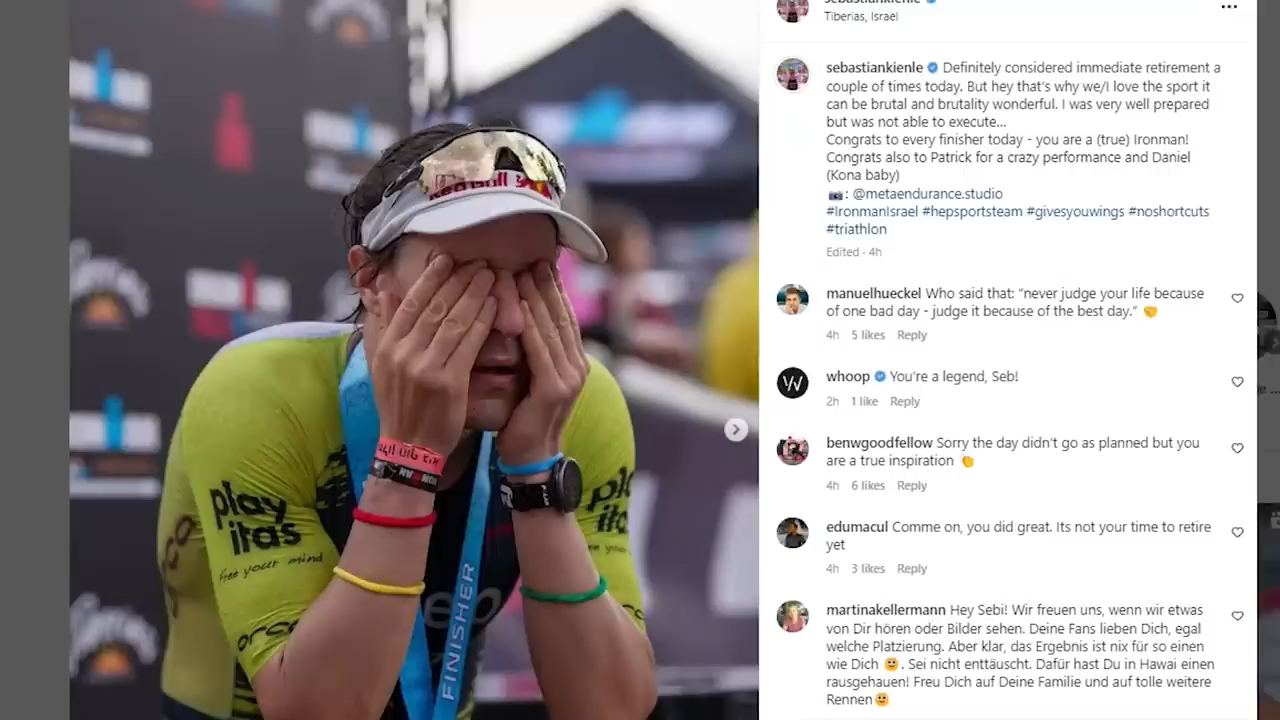 sebastiankienle
Tiberias, Israel
sebastiankienle Definitely considered immediate retirement a
couple of times today. But hey that's why we/I love the sport it
can be brutal and brutality wonderful. I was very well prepared
but was not able to execute...
Congrats to every finisher today - you are a (true) Ironman!
Congrats also to Patrick for a crazy performance and Daniel
(Kona baby)
📷: @metaendurance.studio
#IronmanIsrael #hepsportsteam #givesyouwings #noshortcuts
#triathlon
Edited · 4h
manuelhueckel Who said that: "never judge your life because
of one bad day - judge it because of the best day." 🤜
4h 5 likes Reply
whoop You're a legend, Seb!
2h 1 like Reply
benwgoodfellow Sorry the day didn't go as planned but you
are a true inspiration 👏
4h 6 likes Reply
edumacul Comme on, you did great. Its not your time to retire
yet
4h 3 likes Reply
martinakellermann Hey Sebi! Wir freuen uns, wenn wir etwas
von Dir hören oder Bilder sehen. Deine Fans lieben Dich, egal
welche Platzierung. Aber klar, das Ergebnis ist nix für so einen
wie Dich 🙂. Sei nicht enttäuscht. Dafür hast Du in Hawai einen
rausgehauen! Freu Dich auf Deine Familie und auf tolle weitere
Rennen🙂
Red Bull
play
itas
free your mind
FINISHER
IRONMAN